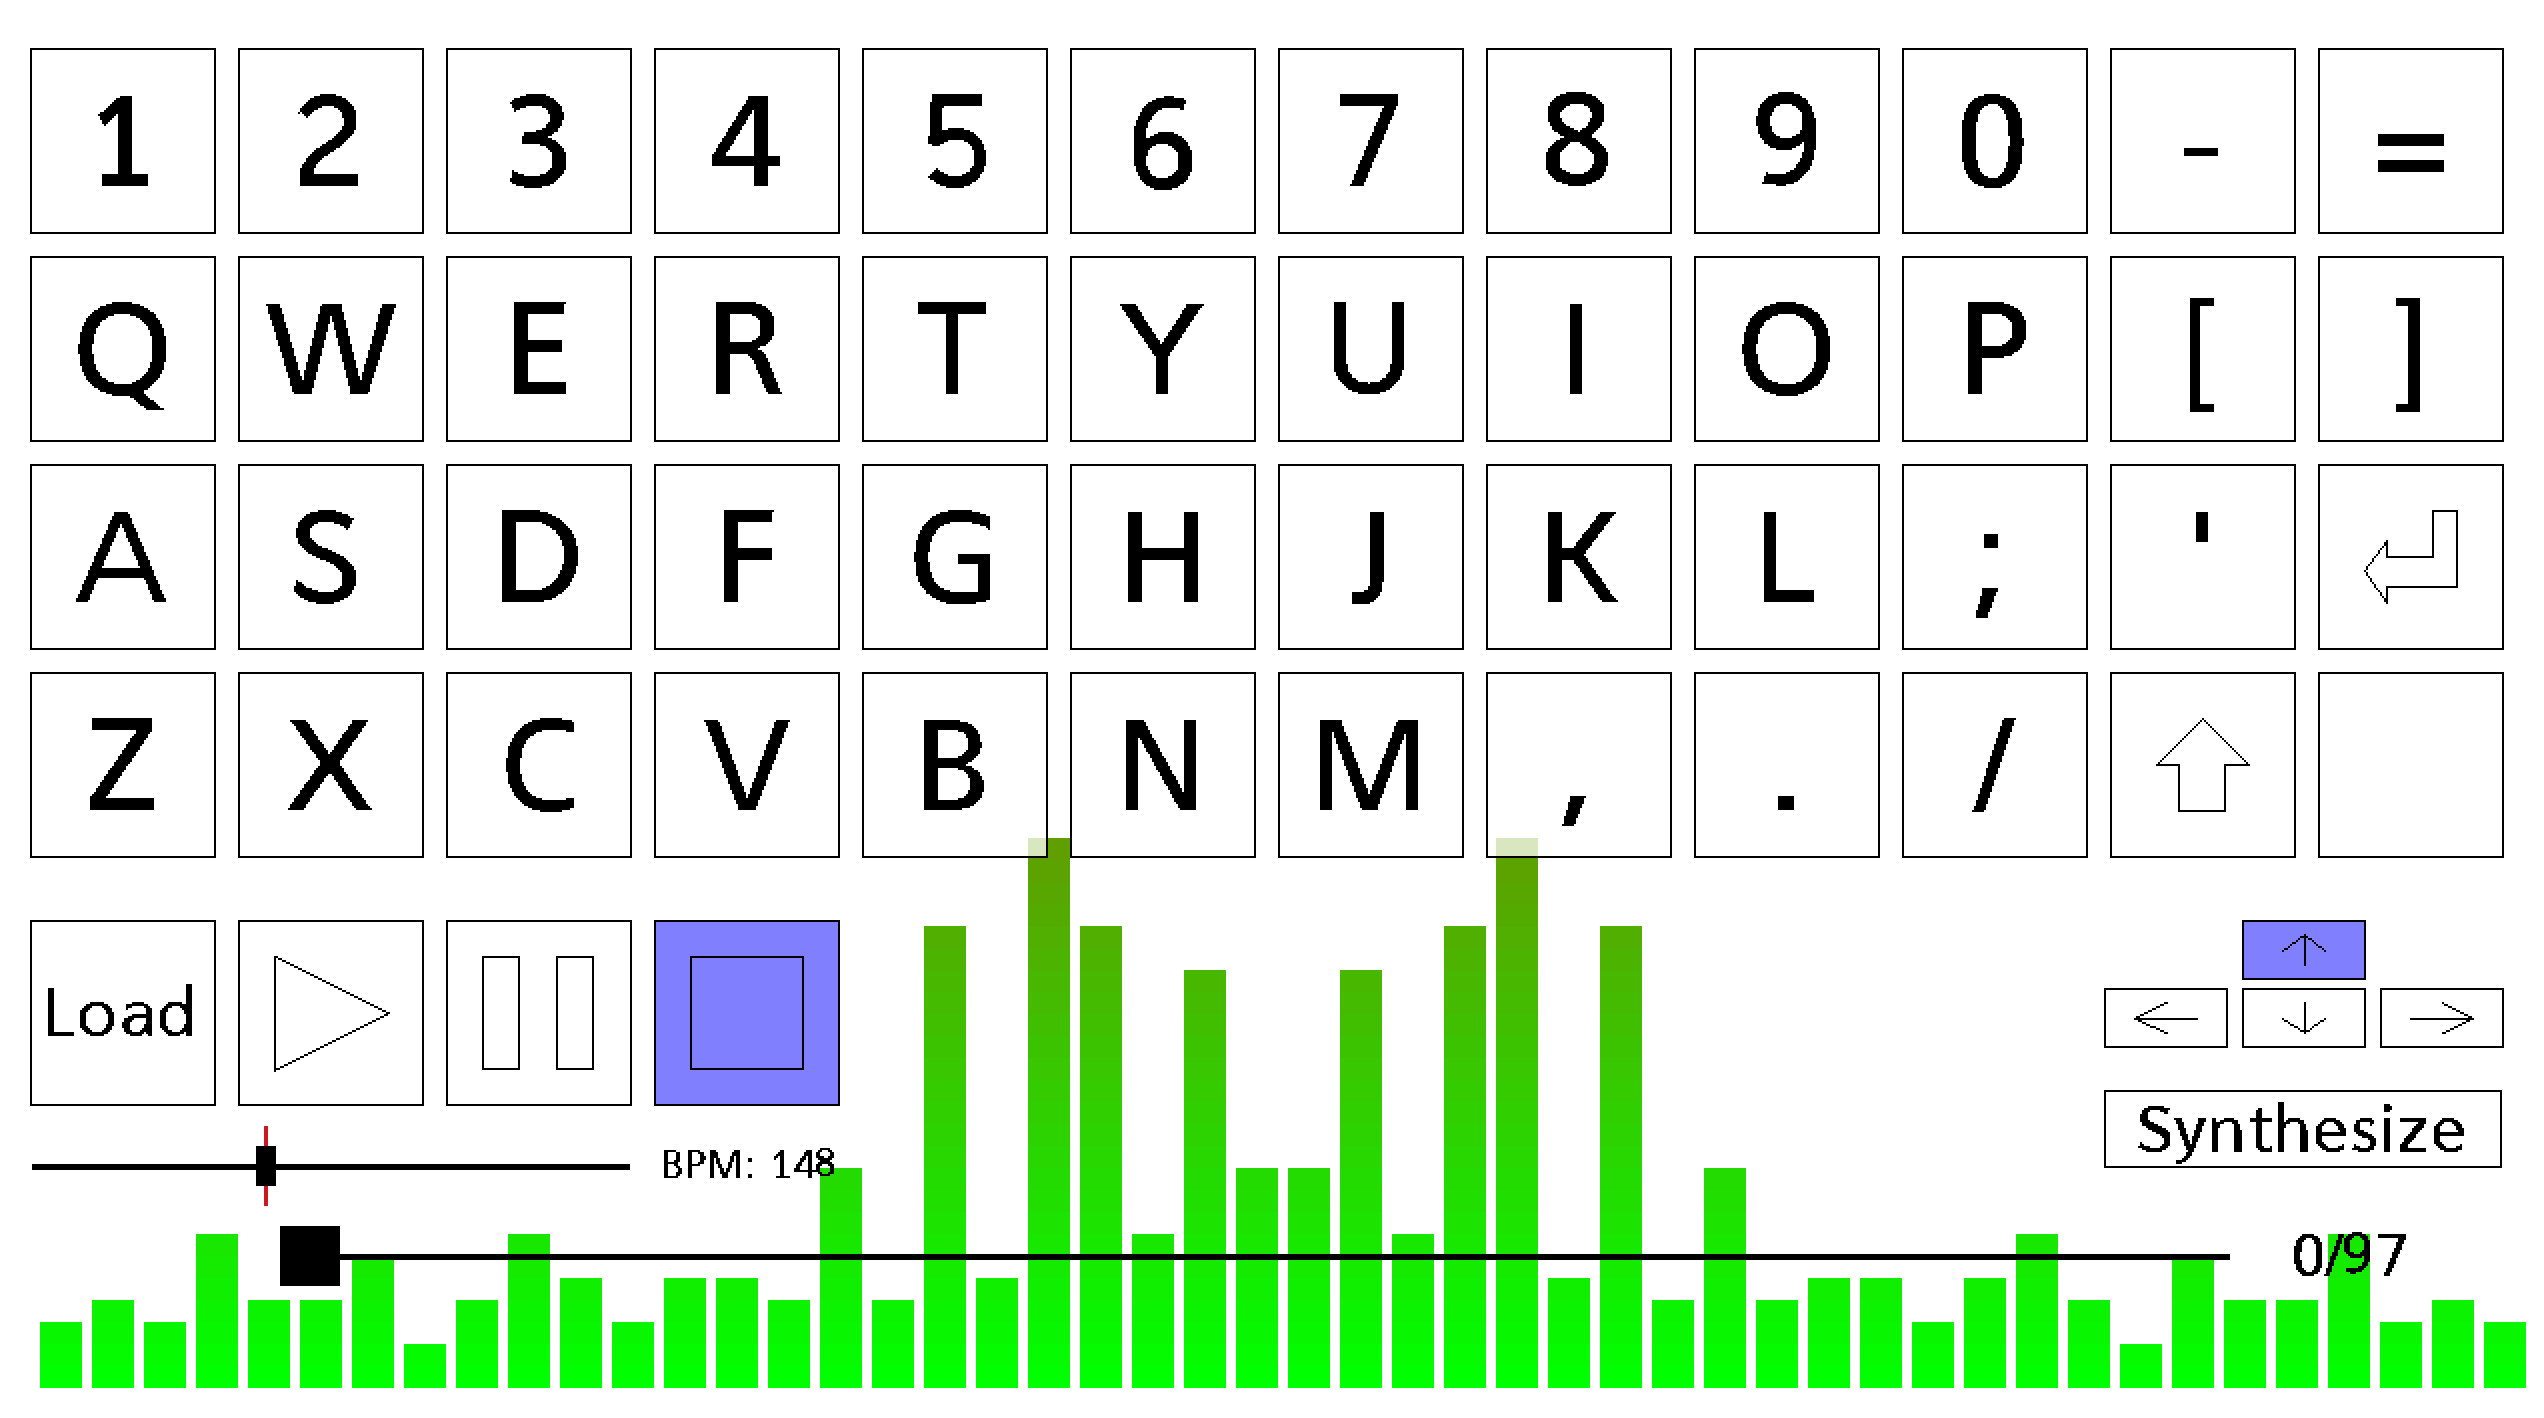 1 2 3 4 5 6 7 8 9 0 - =
Q W E R T Y U I O P [ ]
A S D F G H J K L ; '
Z X C V B N M , . /
Load
Synthesize
BPM: 148
0/97